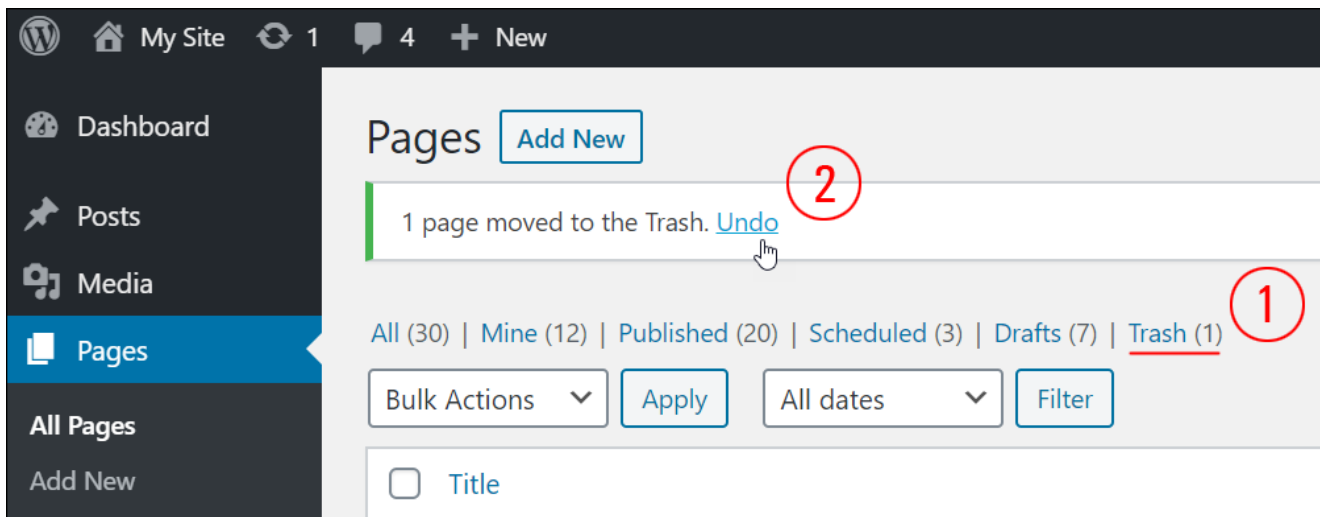 My Site 1 4 + New
Dashboard
Posts
Media
Pages
All Pages
Add New
Pages Add New
2
1 page moved to the Trash. Undo
1
All (30) | Mine (12) | Published (20) | Scheduled (3) | Drafts (7) | Trash (1)
Bulk Actions Apply All dates Filter
Title